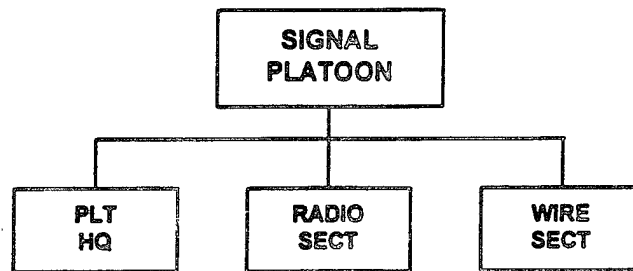 SIGNAL
PLATOON
PLT
HQ
RADIO
SECT
WIRE
SECT